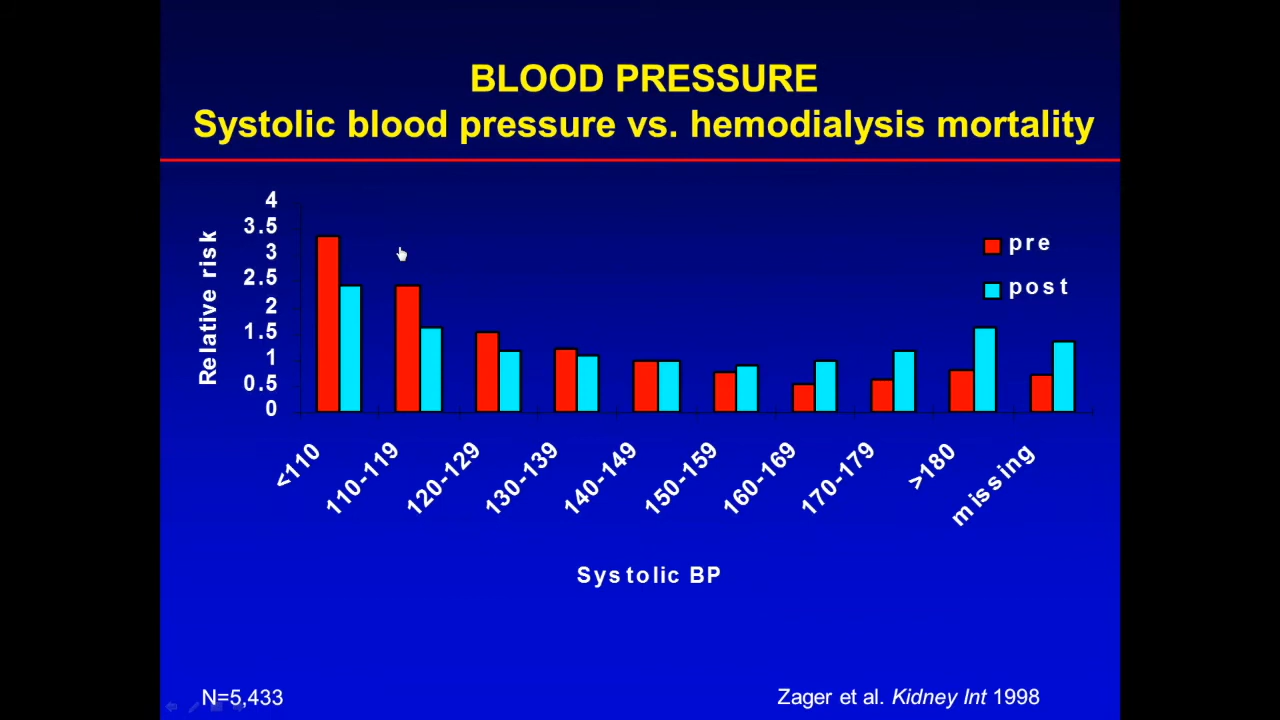 BLOOD PRESSURE
Systolic blood pressure vs. hemodialysis mortality
Relative risk
4
3.5
3
2.5
2
1.5
1
0.5
0
pre
post
<110
110-119
120-129
130-139
140-149
150-159
160-169
170-179
>180
missing
Systolic BP
N=5,433
Zager et al. Kidney Int 1998